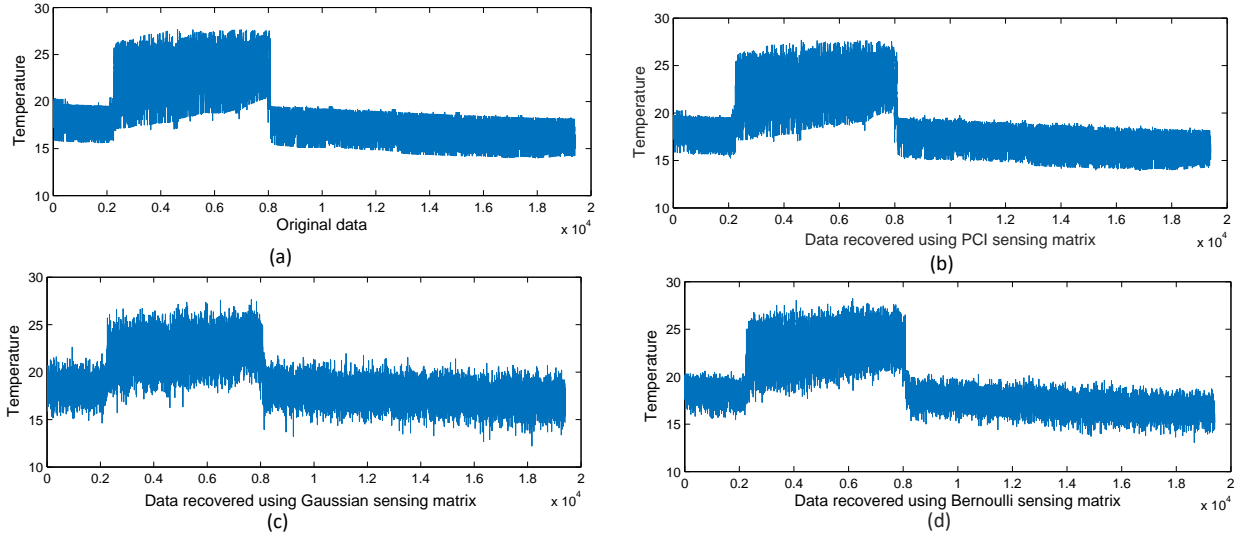 30
25
20
15
10
Temperature
0 0.2 0.4 0.6 0.8 1 1.2 1.4 1.6 1.8 2
x 10^4
Original data
(a)
30
25
20
15
10
Temperature
0 0.2 0.4 0.6 0.8 1 1.2 1.4 1.6 1.8 2
x 10^4
Data recovered using PCI sensing matrix
(b)
30
25
20
15
10
Temperature
0 0.2 0.4 0.6 0.8 1 1.2 1.4 1.6 1.8 2
x 10^4
Data recovered using Gaussian sensing matrix
(c)
30
25
20
15
10
Temperature
0 0.2 0.4 0.6 0.8 1 1.2 1.4 1.6 1.8 2
x 10^4
Data recovered using Bernoulli sensing matrix
(d)